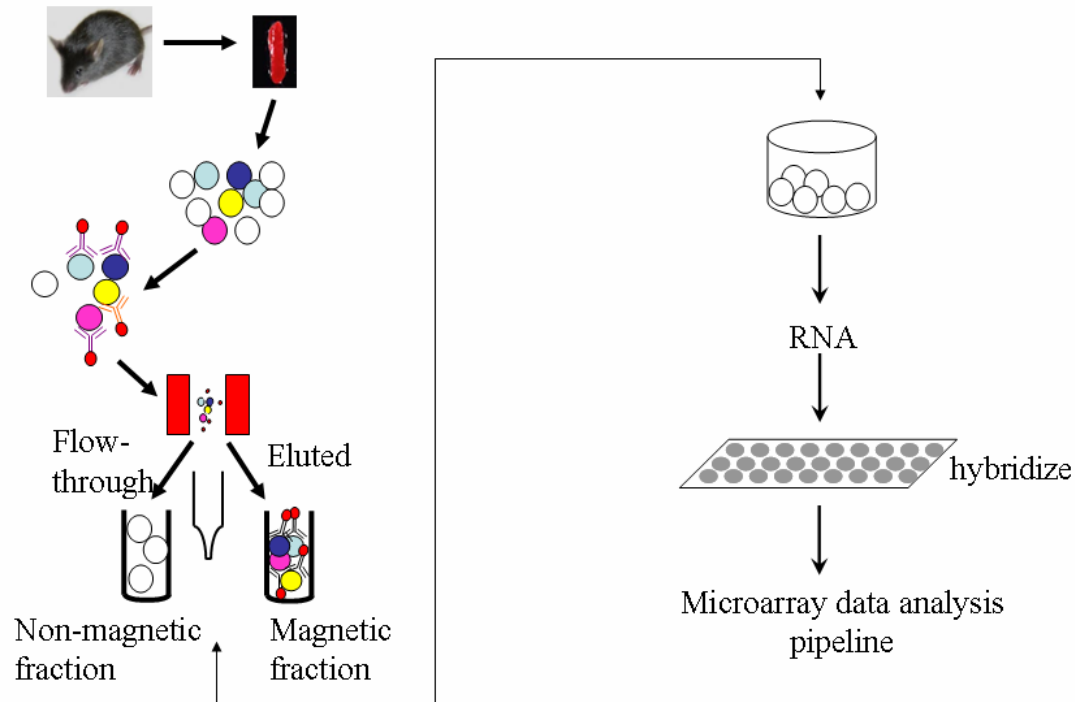 Flow-
through
Eluted
Non-magnetic
fraction
Magnetic
fraction
RNA
hybridize
Microarray data analysis
pipeline